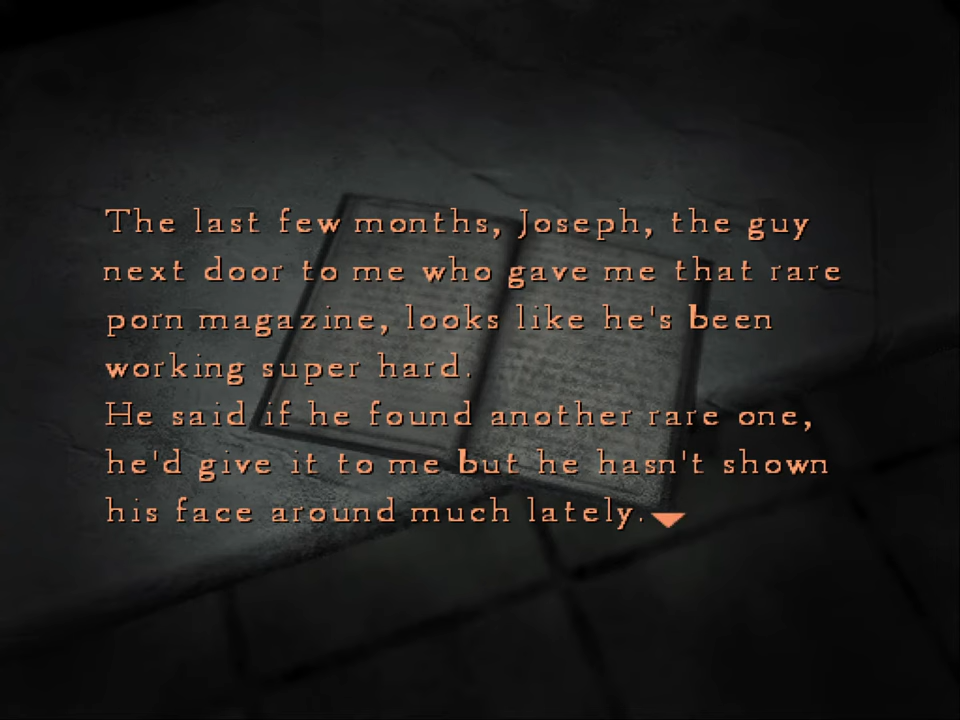 The last few months, Joseph, the guy
next door to me who gave me that rare
porn magazine, looks like he's been
working super hard.
He said if he found another rare one,
he'd give it to me but he hasn't shown
his face around much lately.